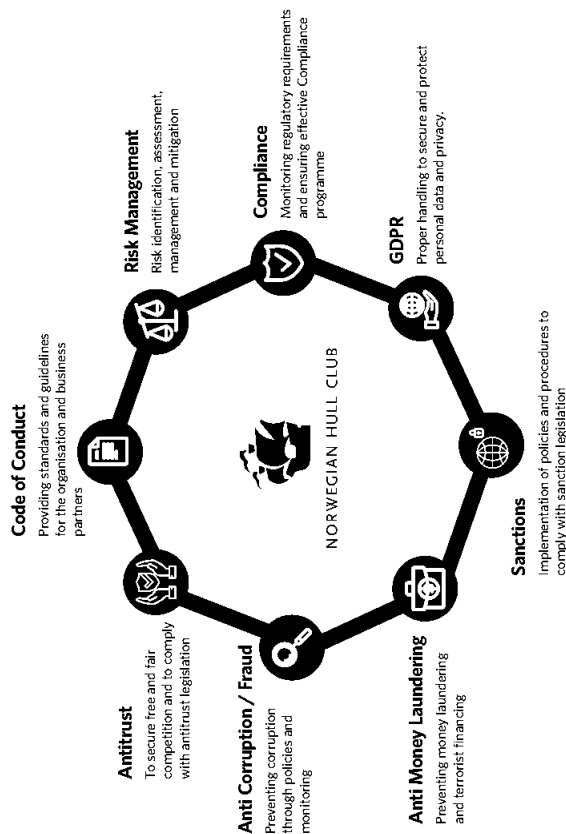 Code of Conduct
Providing standards and guidelines
for the organisation and business
partners
Risk Management
Risk identification, assessment,
management and mitigation
Compliance
Monitoring regulatory requirements
and ensuring effective Compliance
programme
GDPR
Proper handling to secure and protect
personal data and privacy.
Sanctions
Implementation of policies and procedures to
comply with sanction legislation
Anti Money Laundering
Preventing money laundering
and terrorist financing
Anti Corruption / Fraud
Preventing corruption
through policies and
monitoring
Antitrust
To secure free and fair
competition and to comply
with antitrust legislation
NORWEGIAN HULL CLUB